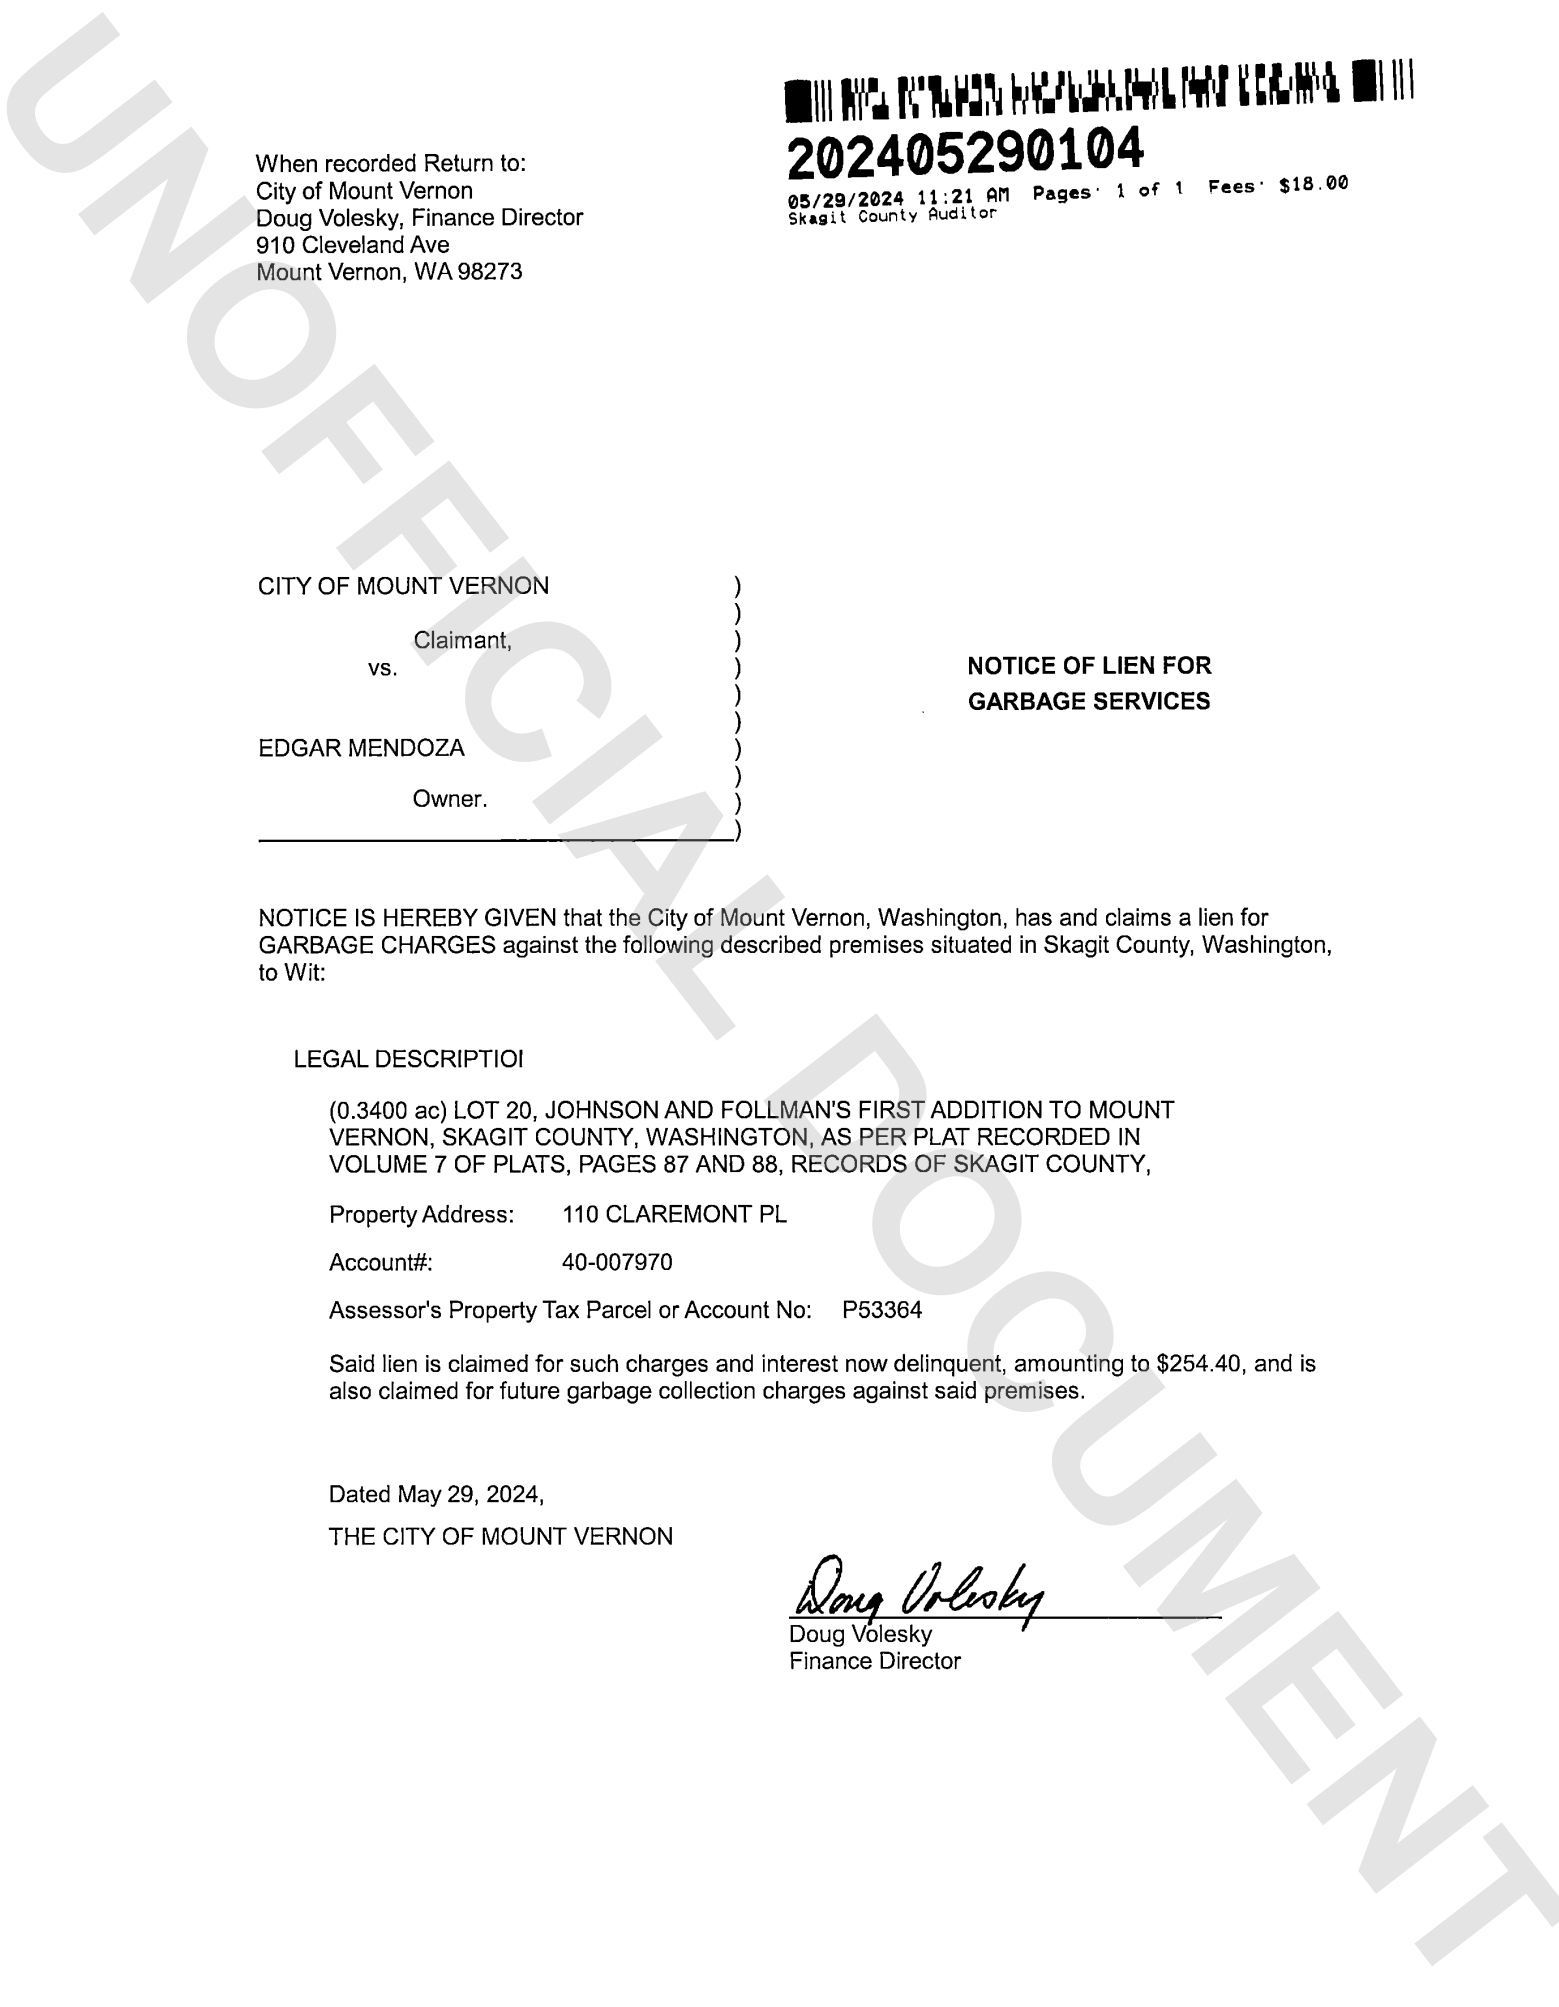 202405290104
05/29/2024 11:21 AM Pages: 1 of 1 Fees: $18.00
Skagit County Auditor
When recorded Return to:
City of Mount Vernon
Doug Volesky, Finance Director
910 Cleveland Ave
Mount Vernon, WA 98273
CITY OF MOUNT VERNON )
)
Claimant, )
vs. )
)
)
EDGAR MENDOZA )
)
Owner. )
)
NOTICE OF LIEN FOR
GARBAGE SERVICES
NOTICE IS HEREBY GIVEN that the City of Mount Vernon, Washington, has and claims a lien for
GARBAGE CHARGES against the following described premises situated in Skagit County, Washington,
to Wit:
LEGAL DESCRIPTIOI
(0.3400 ac) LOT 20, JOHNSON AND FOLLMAN'S FIRST ADDITION TO MOUNT
VERNON, SKAGIT COUNTY, WASHINGTON, AS PER PLAT RECORDED IN
VOLUME 7 OF PLATS, PAGES 87 AND 88, RECORDS OF SKAGIT COUNTY,
Property Address: 110 CLAREMONT PL
Account#: 40-007970
Assessor's Property Tax Parcel or Account No: P53364
Said lien is claimed for such charges and interest now delinquent, amounting to $254.40, and is
also claimed for future garbage collection charges against said premises.
Dated May 29, 2024,
THE CITY OF MOUNT VERNON
Doug Volesky
Doug Volesky
Finance Director
UNOFFICIAL DOCUMENT